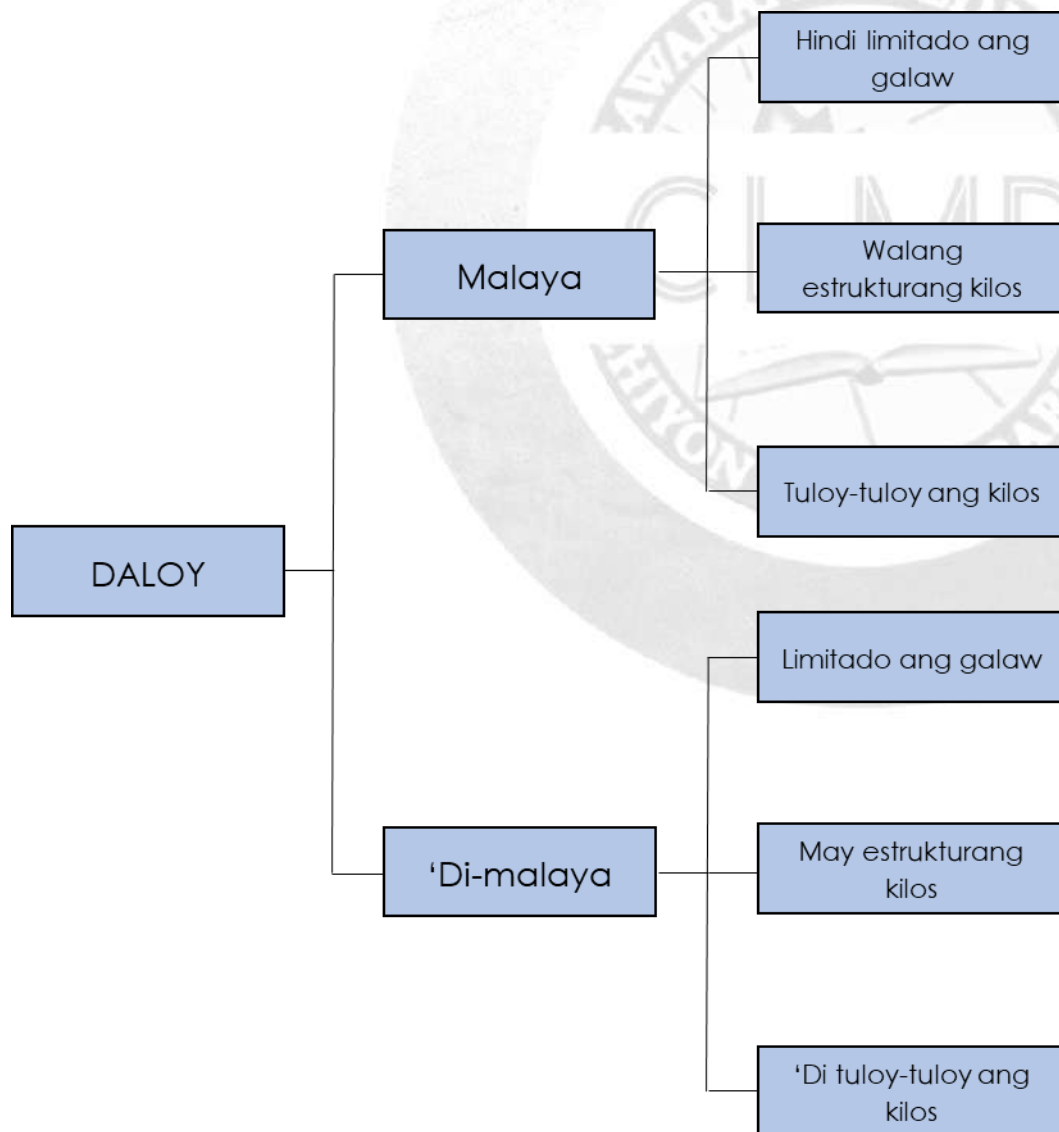 Hindi limitado ang
galaw
Malaya
Walang
estrukturang kilos
Tuloy-tuloy ang kilos
DALOY
Limitado ang galaw
‘Di-malaya
May estrukturang
kilos
‘Di tuloy-tuloy ang
kilos
CLMD